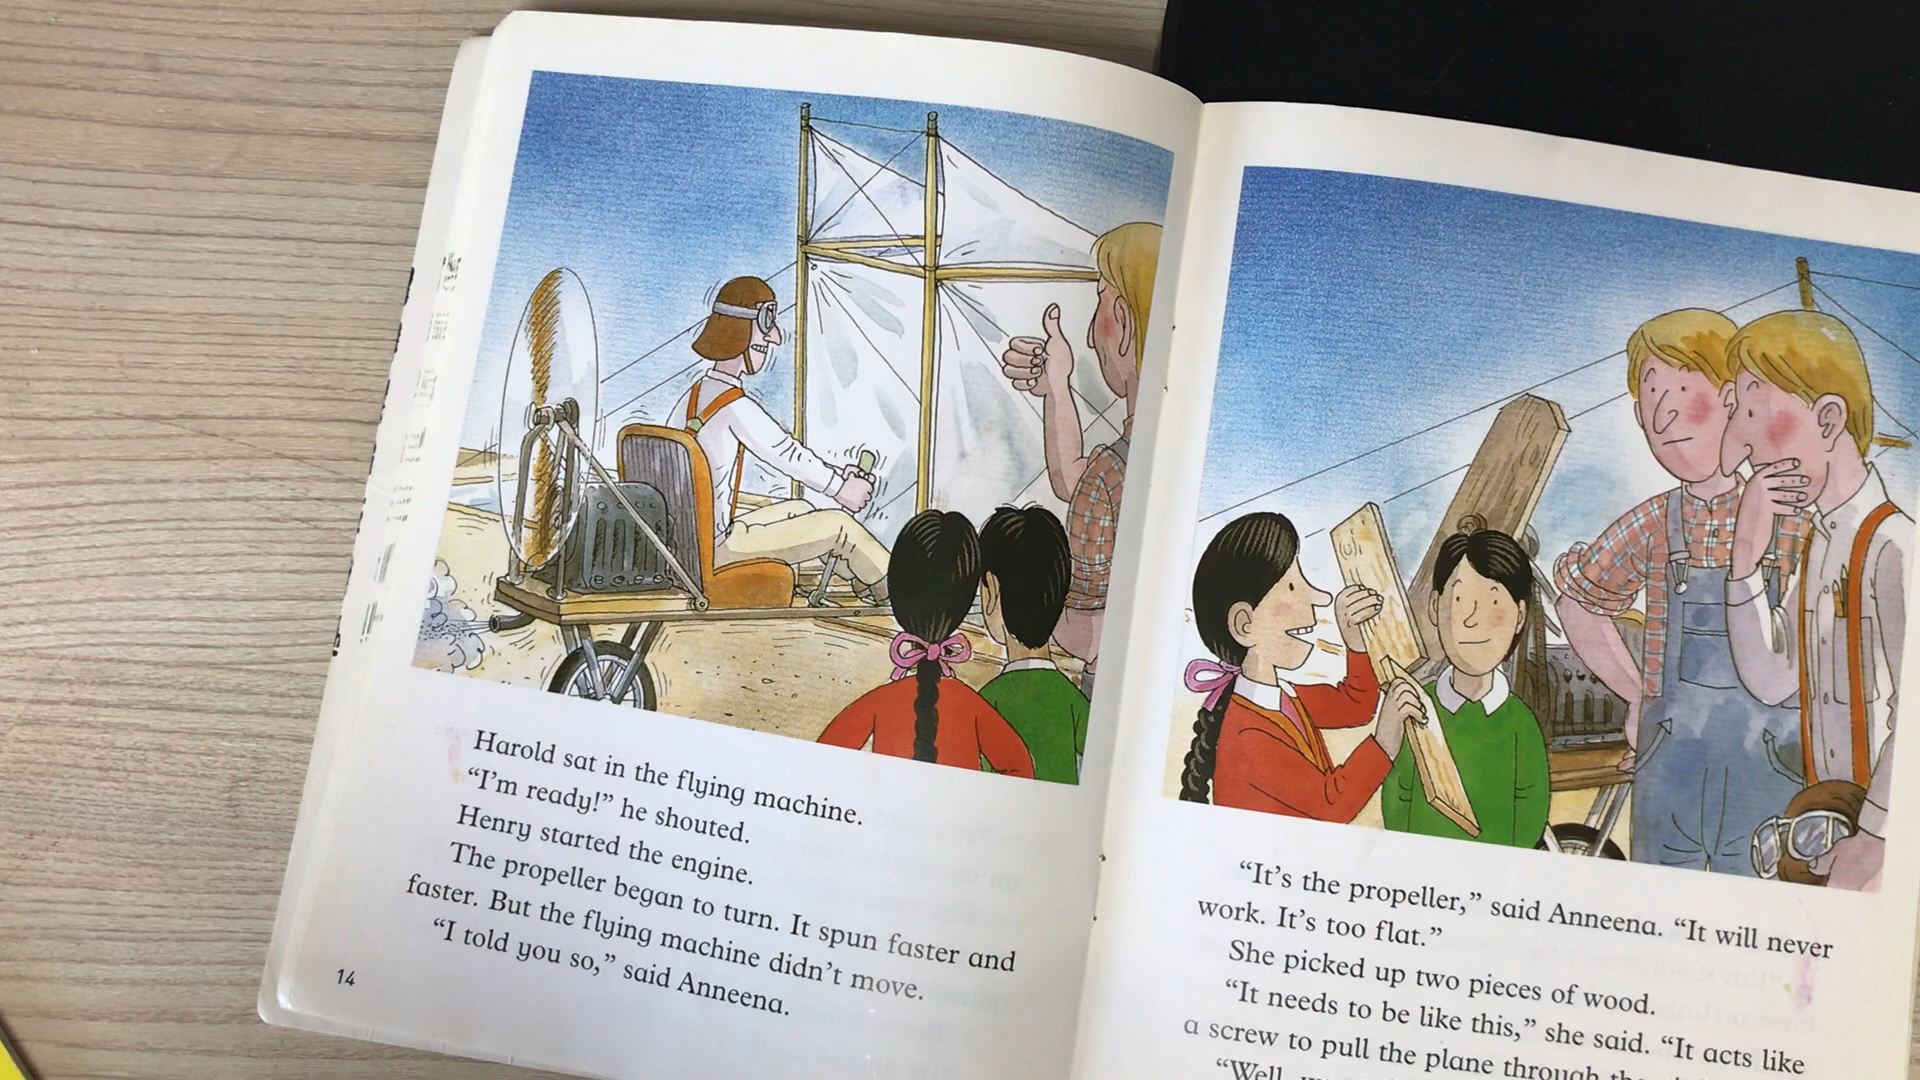 Harold sat in the flying machine.
“I’m ready!” he shouted.
Henry started the engine.
The propeller began to turn. It spun faster and
faster. But the flying machine didn’t move.
“I told you so,” said Anneena.
14
“It’s the propeller,” said Anneena. “It will never
work. It’s too flat.”
She picked up two pieces of wood.
“It needs to be like this,” she said. “It acts like
a screw to pull the plane through
“Well,